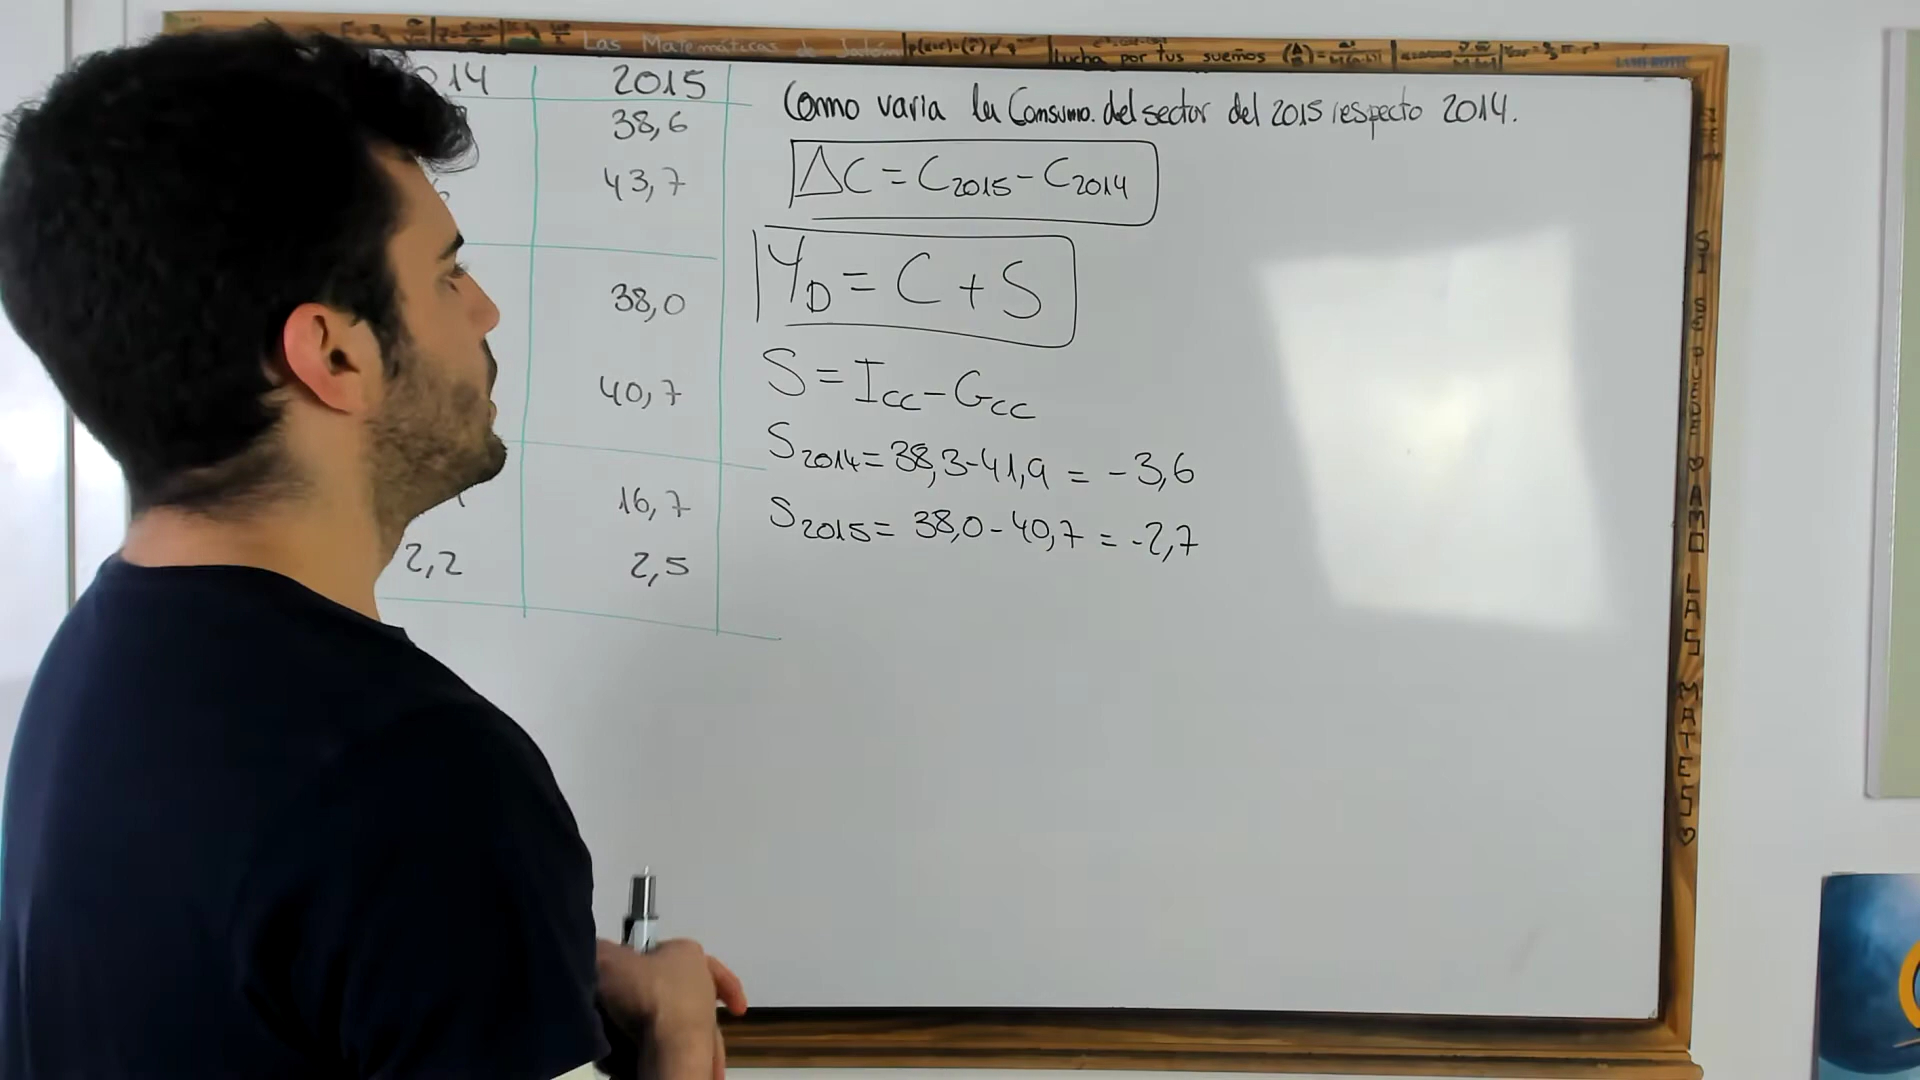 Las Matemáticas de Jalón
Lucha por tus sueños
2015
38,6
43,7
38,0
40,7
16,7
2,2 2,5
Como varia la Consumo. del sector del 2015 respecto 2014.
ΔC = C2015 - C2014
YD = C + S
S = Icc - Gcc
S2014 = 38,3 - 41,9 = -3,6
S2015 = 38,0 - 40,7 = -2,7
SI SE PUEDE ♡ AMO LAS MATES ♡